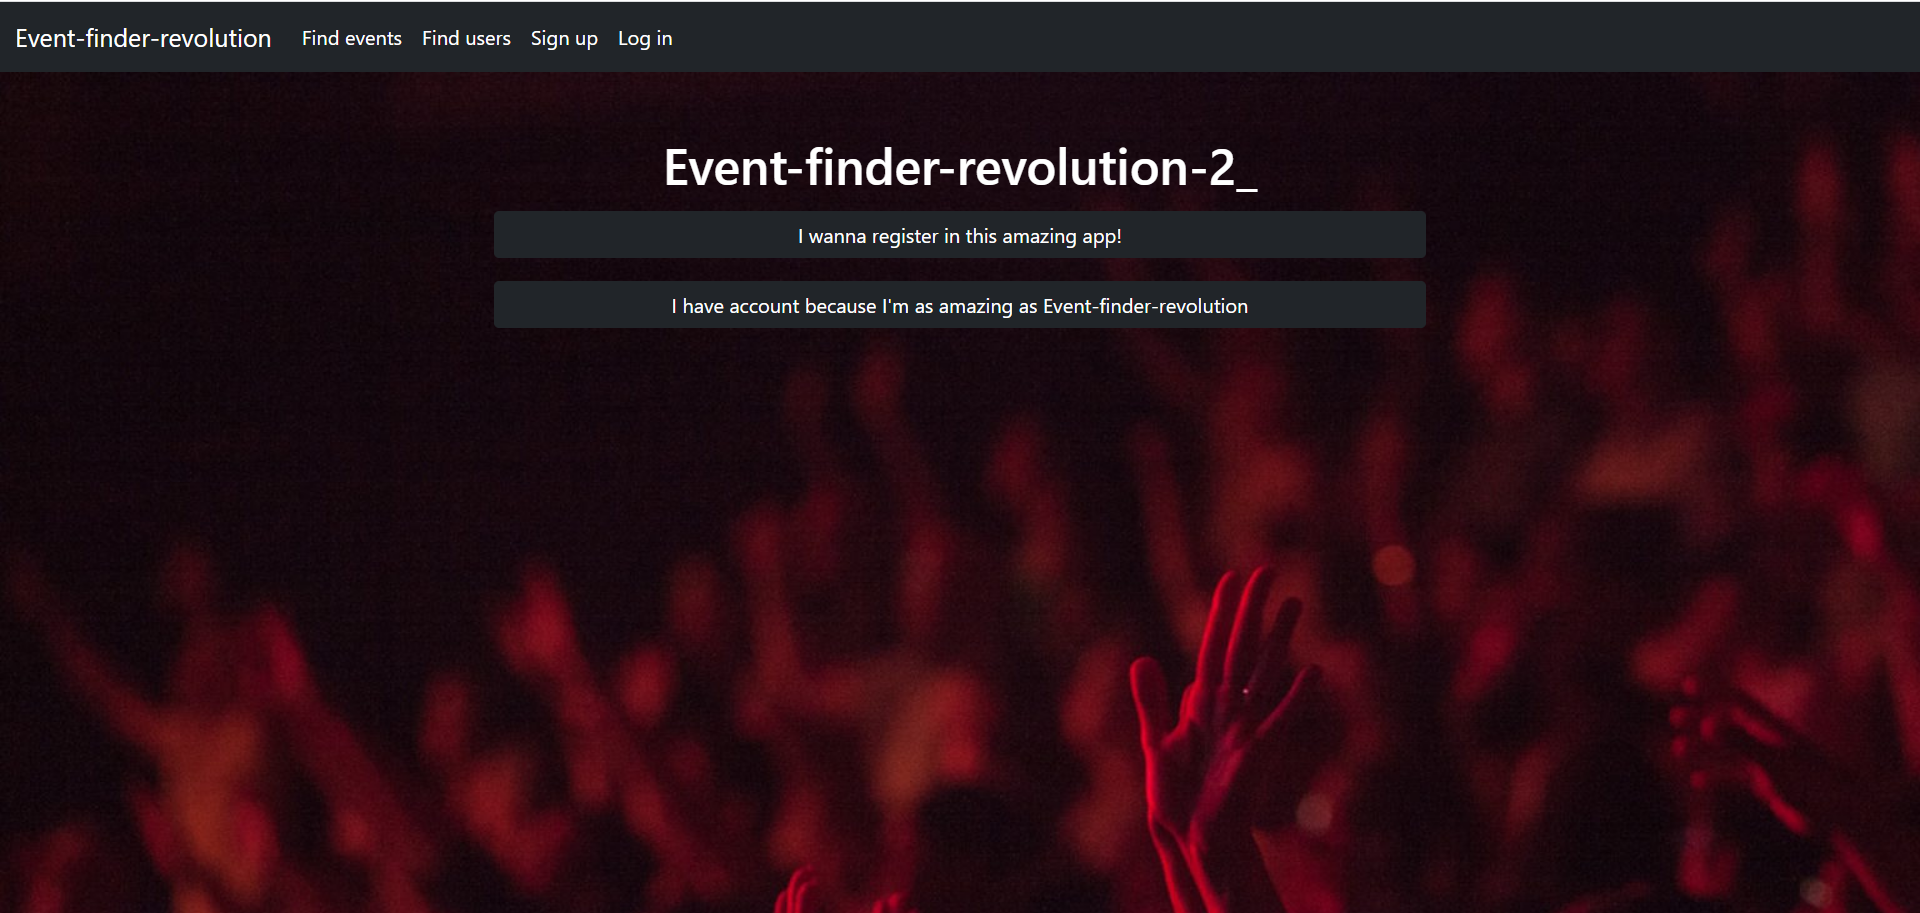 Event-finder-revolution Find events Find users Sign up Log in
Event-finder-revolution-2_
I wanna register in this amazing app!
I have account because I'm as amazing as Event-finder-revolution